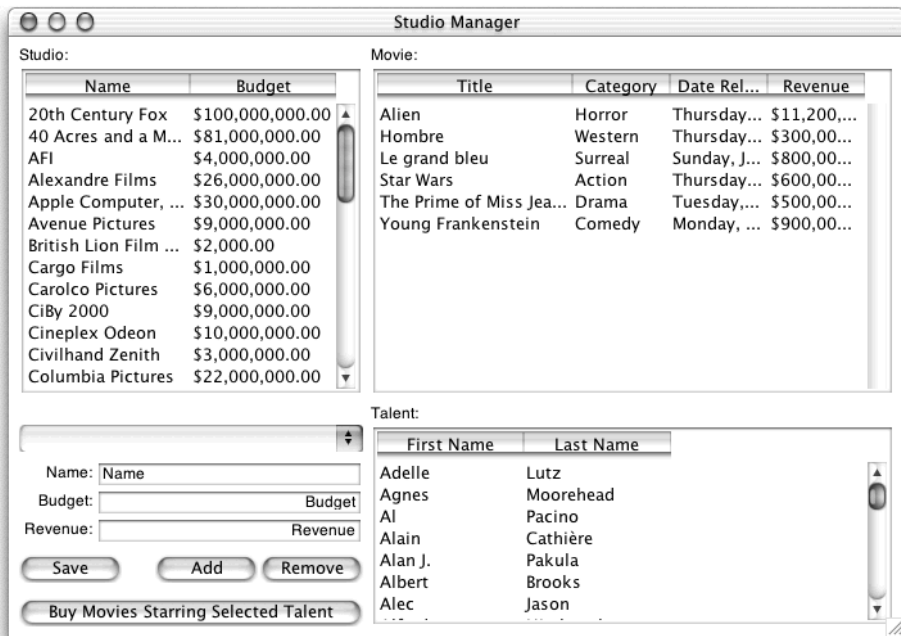 Studio Manager
Studio:
Name Budget
20th Century Fox $100,000,000.00
40 Acres and a M... $81,000,000.00
AFI $4,000,000.00
Alexandre Films $26,000,000.00
Apple Computer, ... $30,000,000.00
Avenue Pictures $9,000,000.00
British Lion Film ... $2,000.00
Cargo Films $1,000,000.00
Carolco Pictures $6,000,000.00
CiBy 2000 $9,000,000.00
Cineplex Odeon $10,000,000.00
Civilhand Zenith $3,000,000.00
Columbia Pictures $22,000,000.00
Movie:
Title Category Date Rel... Revenue
Alien Horror Thursday... $11,200,...
Hombre Western Thursday... $300,00...
Le grand bleu Surreal Sunday, J... $800,00...
Star Wars Action Thursday... $600,00...
The Prime of Miss Jea... Drama Tuesday,... $500,00...
Young Frankenstein Comedy Monday, ... $900,00...
Name: Name
Budget: Budget
Revenue: Revenue
Save Add Remove
Buy Movies Starring Selected Talent
Talent:
First Name Last Name
Adelle Lutz
Agnes Moorehead
Al Pacino
Alain Cathière
Alan J. Pakula
Albert Brooks
Alec Jason